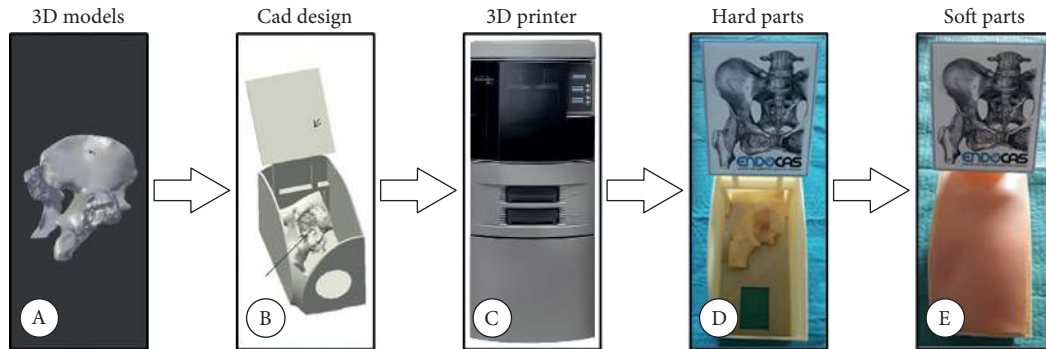 3D models
Cad design
3D printer
Hard parts
Soft parts
ENDOCAS
ENDOCAS
A
B
C
D
E